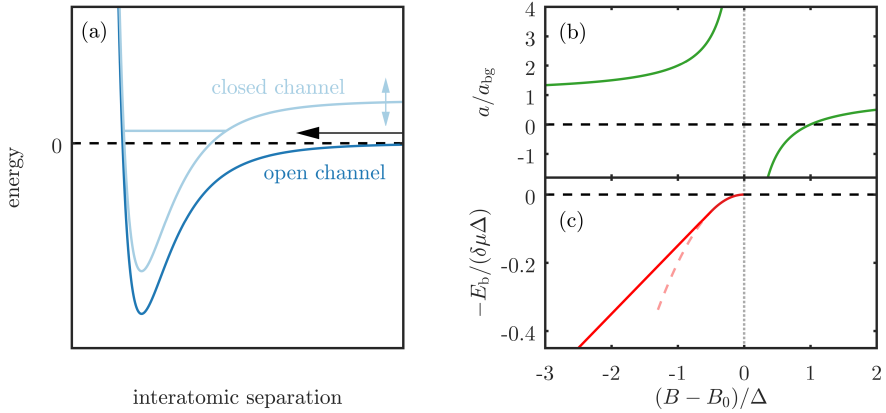 (a)
closed channel
0
open channel
energy
interatomic separation
(b)
4
3
2
1
0
-1
a/a_bg
(c)
0
-0.2
-0.4
−E_b/(δμΔ)
-3
-2
-1
0
1
2
(B − B_0)/Δ